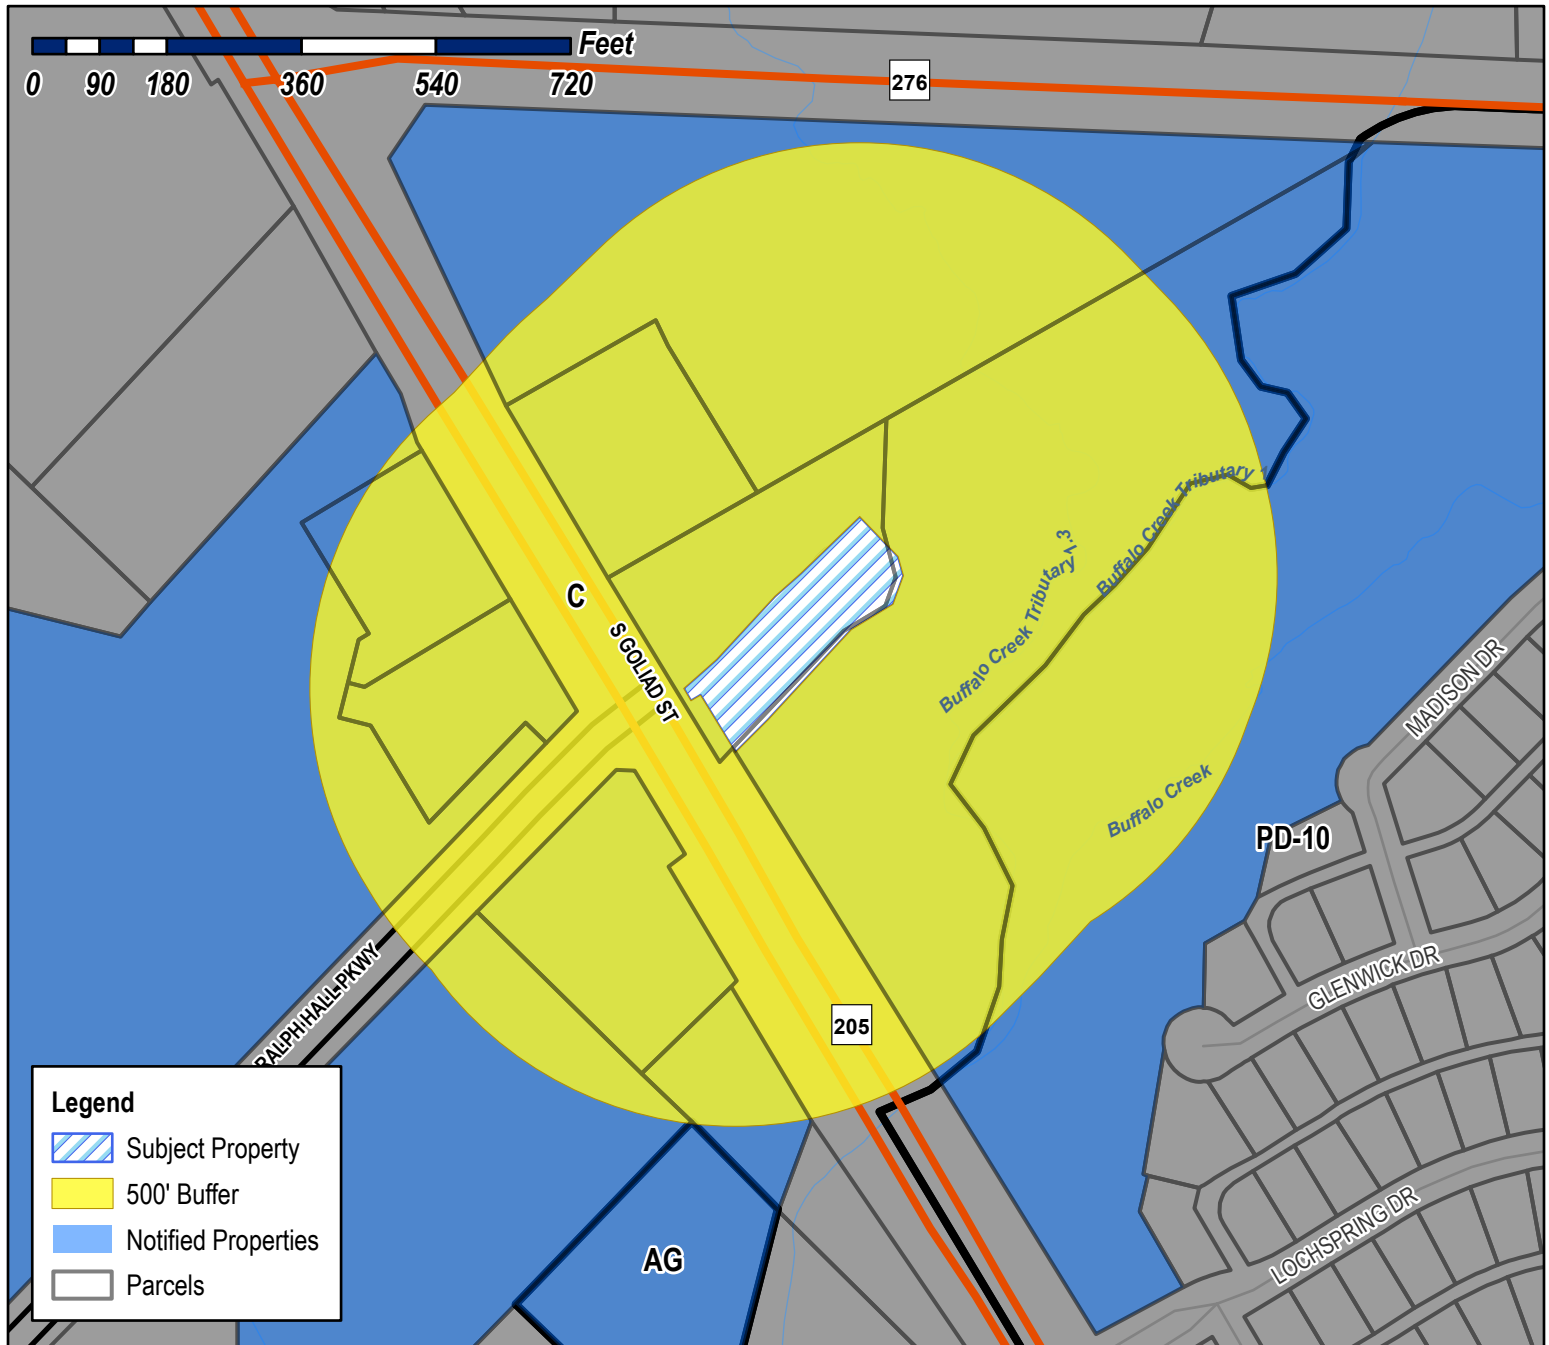 Feet
0 90 180 360 540 720
276
C
S GOLIAD ST
Buffalo Creek Tributary 1
Buffalo Creek Tributary 1.3
Buffalo Creek
MADISON DR
PD-10
GLENWICK DR
RALPH HALL PKWY
205
LOCHSPRING DR
AG
Legend
Subject Property
500' Buffer
Notified Properties
Parcels